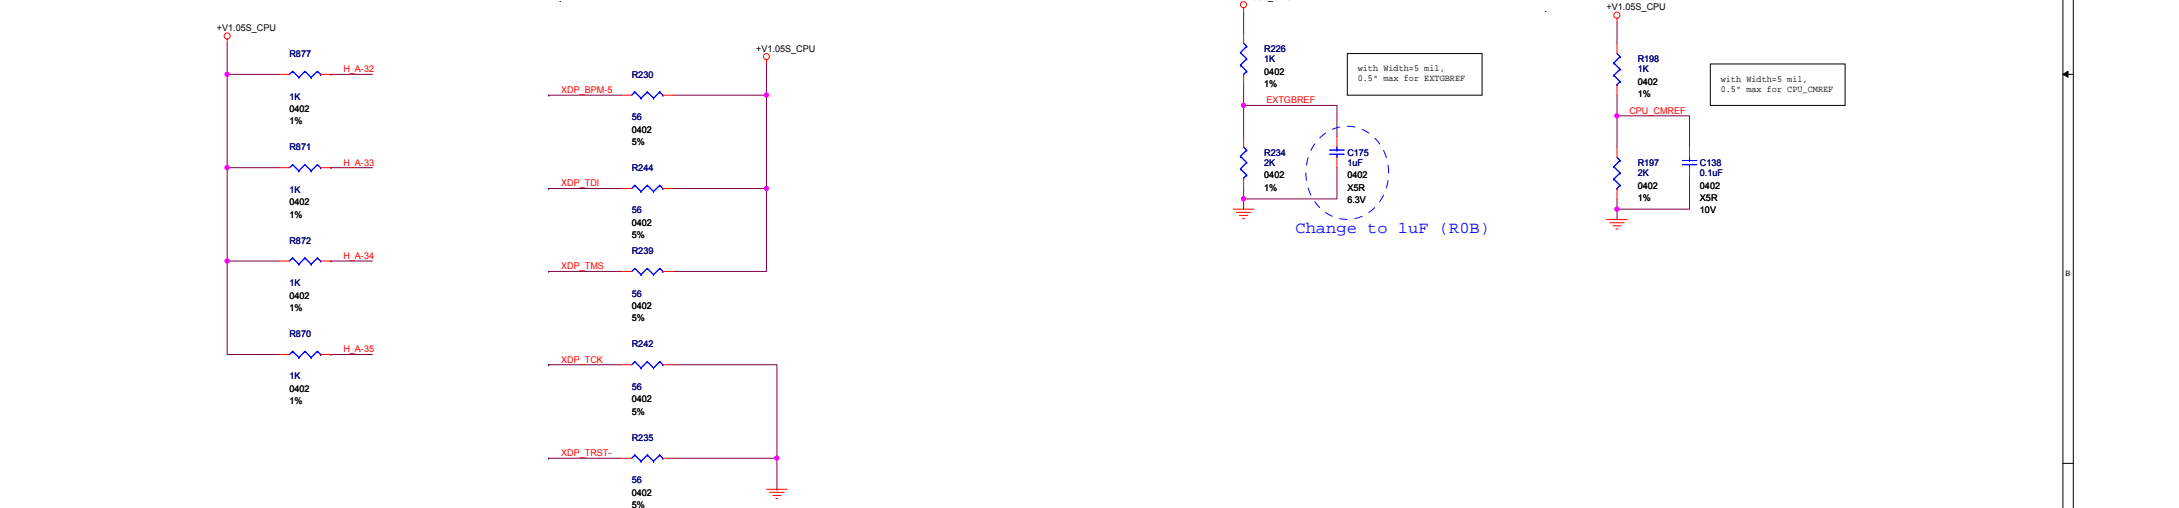 +V1.05S_CPU
R877
H_A-32
1K
0402
1%
R871
H_A-33
1K
0402
1%
R872
H_A-34
1K
0402
1%
R870
H_A-35
1K
0402
1%
+V1.05S_CPU
R230
XDP_BPM-5
56
0402
5%
R244
XDP_TDI
56
0402
5%
R239
XDP_TMS
56
0402
5%
R242
XDP_TCK
56
0402
5%
R235
XDP_TRST-
56
0402
5%
R226
1K
0402
1%
with Width=5 mil,
0.5" max for EXTGBREF
EXTGBREF
R234
2K
0402
1%
C175
1uF
0402
X5R
6.3V
Change to 1uF (R0B)
+V1.05S_CPU
R198
1K
0402
1%
with Width=5 mil,
0.5" max for CPU_CMREF
CPU_CMREF
R197
2K
0402
1%
C138
0.1uF
0402
X5R
10V
B